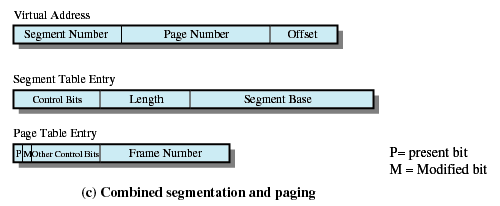 Virtual Address
Segment Number Page Number Offset
Segment Table Entry
Control Bits Length Segment Base
Page Table Entry
P M Other Control Bits Frame Number
P= present bit
M = Modified bit
(c) Combined segmentation and paging